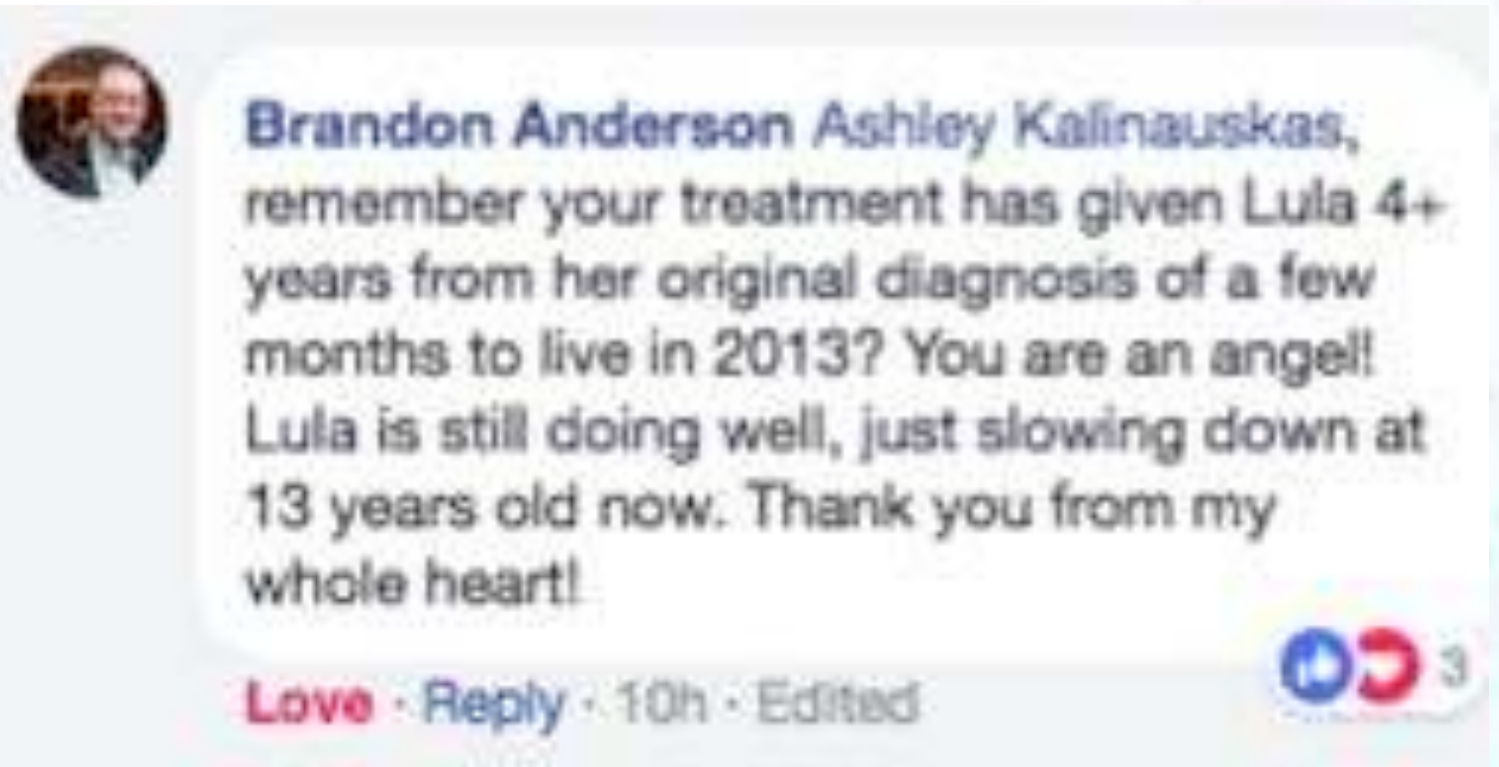 Brandon Anderson Ashley Kalinauskas,
remember your treatment has given Lula 4+
years from her original diagnosis of a few
months to live in 2013? You are an angel!
Lula is still doing well, just slowing down at
13 years old now. Thank you from my
whole heart!
3
Love · Reply · 10h · Edited